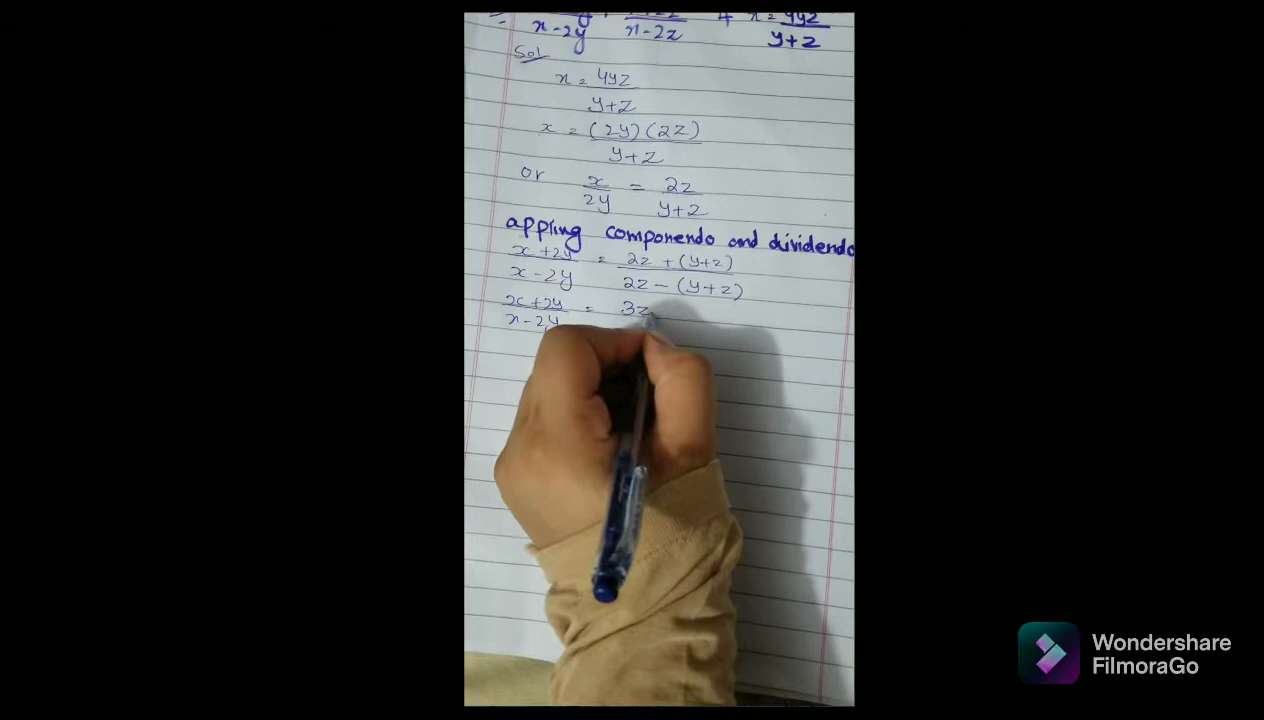 x-2y x-2z x = 4yz
y+z
Sol
x = 4yz
y+z
x = (2y)(2z)
y+z
or x = 2z
2y y+z
appling componendo and dividendo
x+2y = 2z+(y+z)
x-2y 2z-(y+z)
x+2y = 3z
x-2y
Wondershare
FilmoraGo